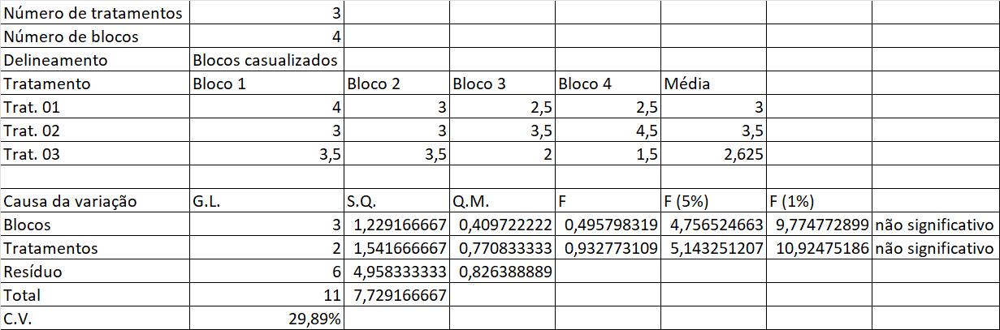 Número de tratamentos 3
Número de blocos 4
Delineamento Blocos casualizados
Tratamento Bloco 1 Bloco 2 Bloco 3 Bloco 4 Média
Trat. 01 4 3 2,5 2,5 3
Trat. 02 3 3 3,5 4,5 3,5
Trat. 03 3,5 3,5 2 1,5 2,625
Causa da variação G.L. S.Q. Q.M. F F (5%) F (1%)
Blocos 3 1,229166667 0,409722222 0,495798319 4,756524663 9,774772899 não significativo
Tratamentos 2 1,541666667 0,770833333 0,932773109 5,143251207 10,92475186 não significativo
Resíduo 6 4,958333333 0,826388889
Total 11 7,729166667
C.V. 29,89%